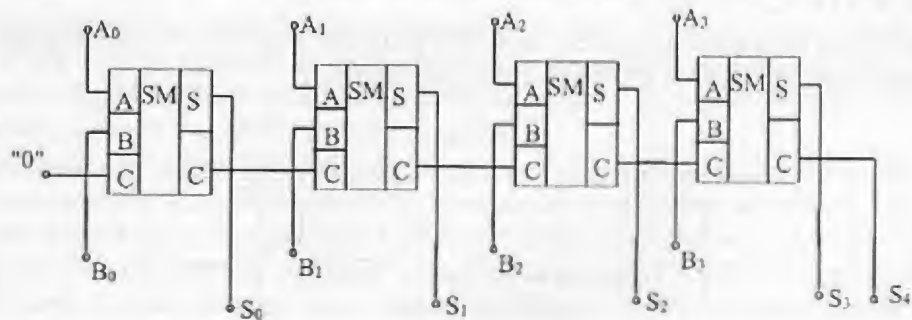 A0 A1 A2 A3
A SM S A SM S A SM S A SM S
B B B B
"0" C C C C C C C C
B0 B1 B2 B3
S0 S1 S2 S3 S4